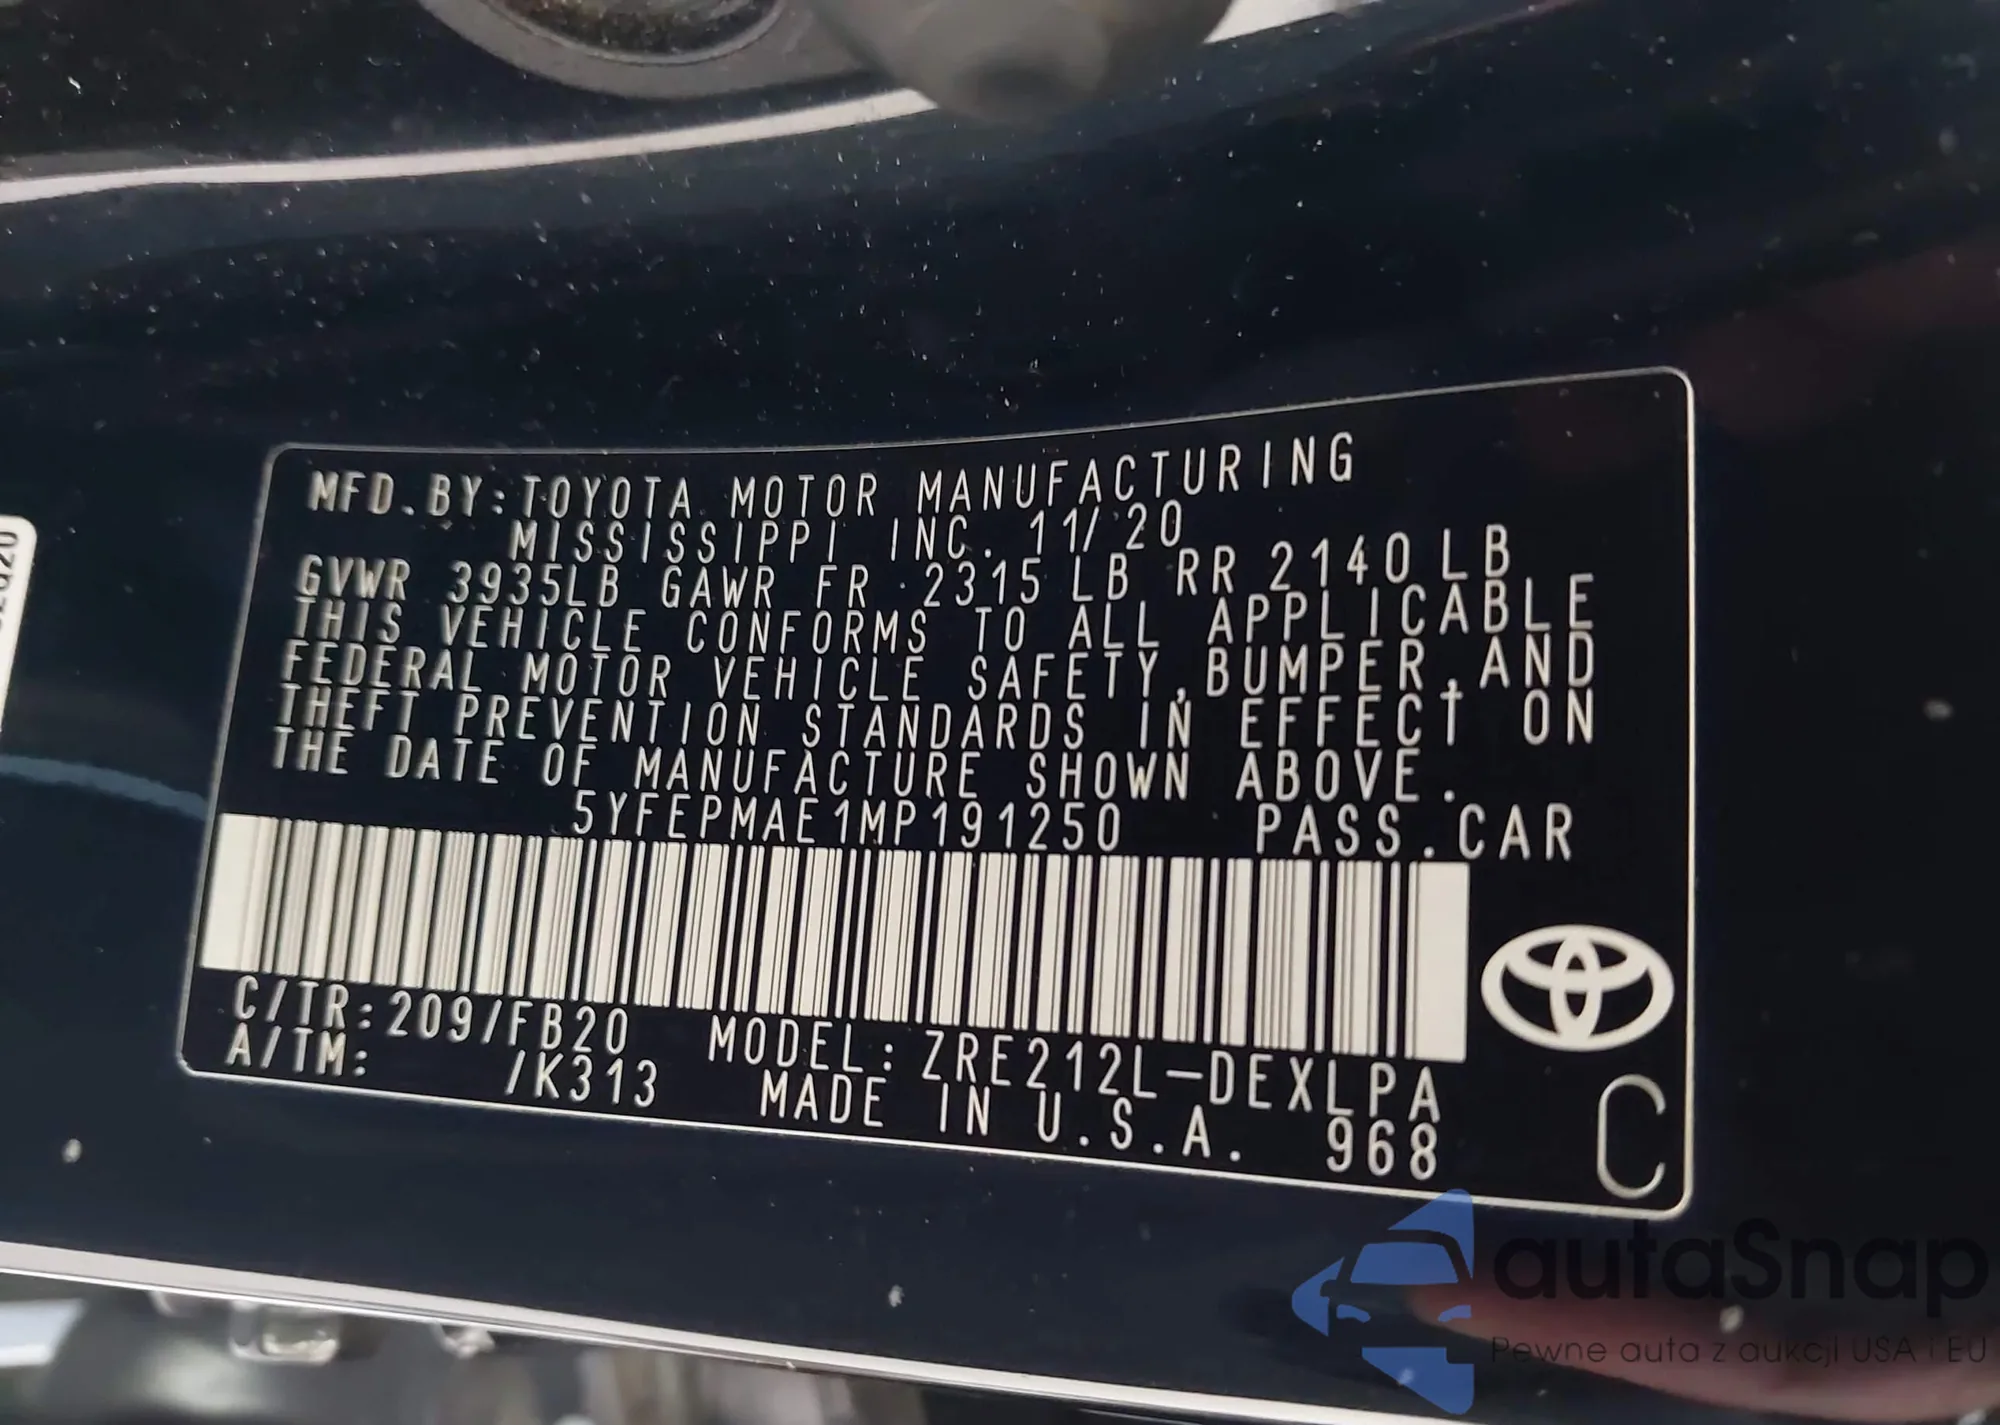 MFD.BY:TOYOTA MOTOR MANUFACTURING
MISSISSIPPI INC. 11/20
GVWR 3935LB GAWR FR 2315 LB RR 2140LB
THIS VEHICLE CONFORMS TO ALL APPLICABLE
FEDERAL MOTOR VEHICLE SAFETY,BUMPER,AND
THEFT PREVENTION STANDARDS IN EFFECT ON
THE DATE OF MANUFACTURE SHOWN ABOVE.
5YFEPMAE1MP191250 PASS.CAR
C/TR:209/FB20 MODEL:ZRE212L-DEXLPA
A/TM: /K313 MADE IN U.S.A. 968
C
autaSnap
Pewne auta z aukcji USA i EU